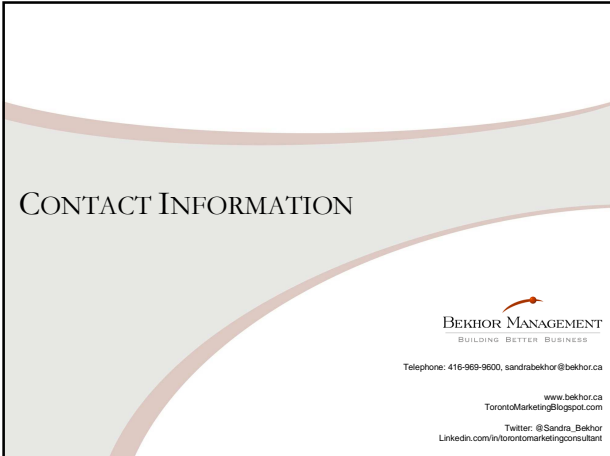 CONTACT INFORMATION
BEKHOR MANAGEMENT
BUILDING BETTER BUSINESS
Telephone: 416-969-9600, sandrabekhor@bekhor.ca
www.bekhor.ca
TorontoMarketingBlogspot.com
Twitter: @Sandra_Bekhor
Linkedin.com/in/torontomarketingconsultant